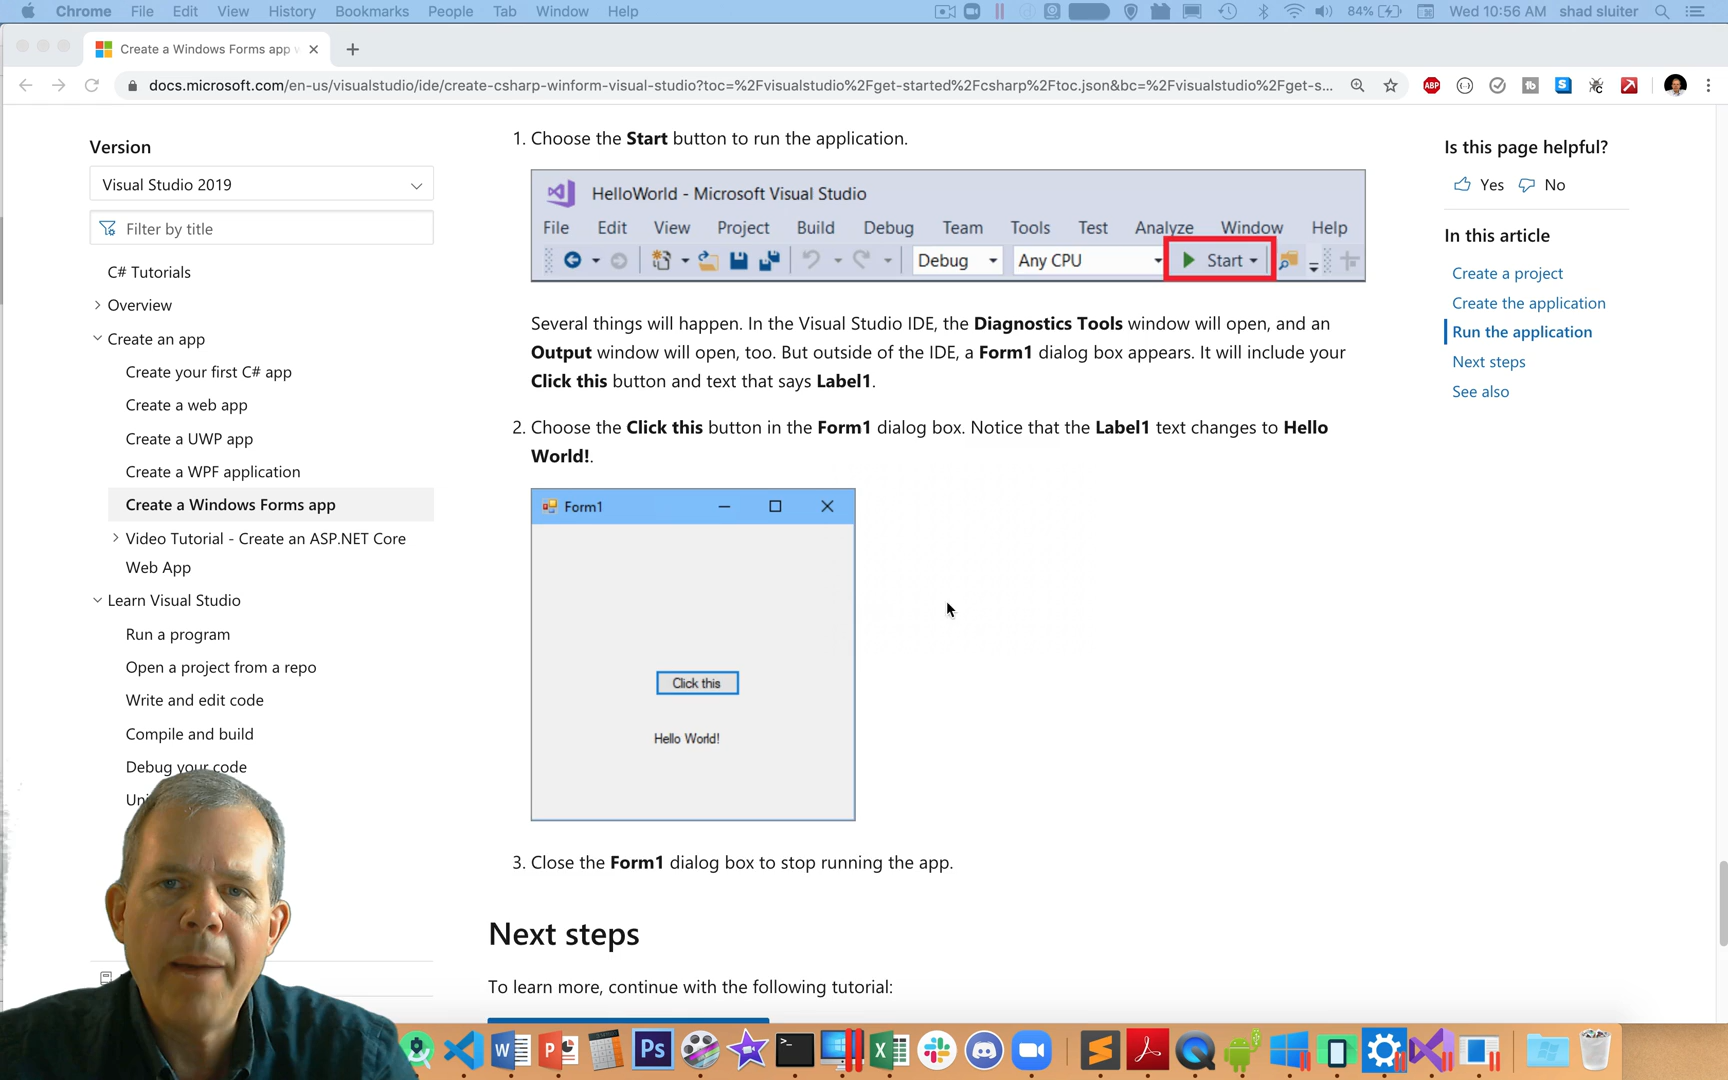 Chrome File Edit View History Bookmarks People Tab Window Help 84% Wed 10:56 AM shad sluiter
Create a Windows Forms app
docs.microsoft.com/en-us/visualstudio/ide/create-csharp-winform-visual-studio?toc=%2Fvisualstudio%2Fget-started%2Fcsharp%2Ftoc.json&bc=%2Fvisualstudio%2Fget-s...
ABP
Version
Visual Studio 2019
Filter by title
C# Tutorials
Overview
Create an app
Create your first C# app
Create a web app
Create a UWP app
Create a WPF application
Create a Windows Forms app
Video Tutorial - Create an ASP.NET Core
Web App
Learn Visual Studio
Run a program
Open a project from a repo
Write and edit code
Compile and build
Debug your code
1. Choose the Start button to run the application.
HelloWorld - Microsoft Visual Studio
File Edit View Project Build Debug Team Tools Test Analyze Window Help
Debug Any CPU Start
Several things will happen. In the Visual Studio IDE, the Diagnostics Tools window will open, and an
Output window will open, too. But outside of the IDE, a Form1 dialog box appears. It will include your
Click this button and text that says Label1.
2. Choose the Click this button in the Form1 dialog box. Notice that the Label1 text changes to Hello
World!.
Form1
Click this
Hello World!
3. Close the Form1 dialog box to stop running the app.
Next steps
To learn more, continue with the following tutorial:
Is this page helpful?
Yes No
In this article
Create a project
Create the application
Run the application
Next steps
See also
W P Ps X